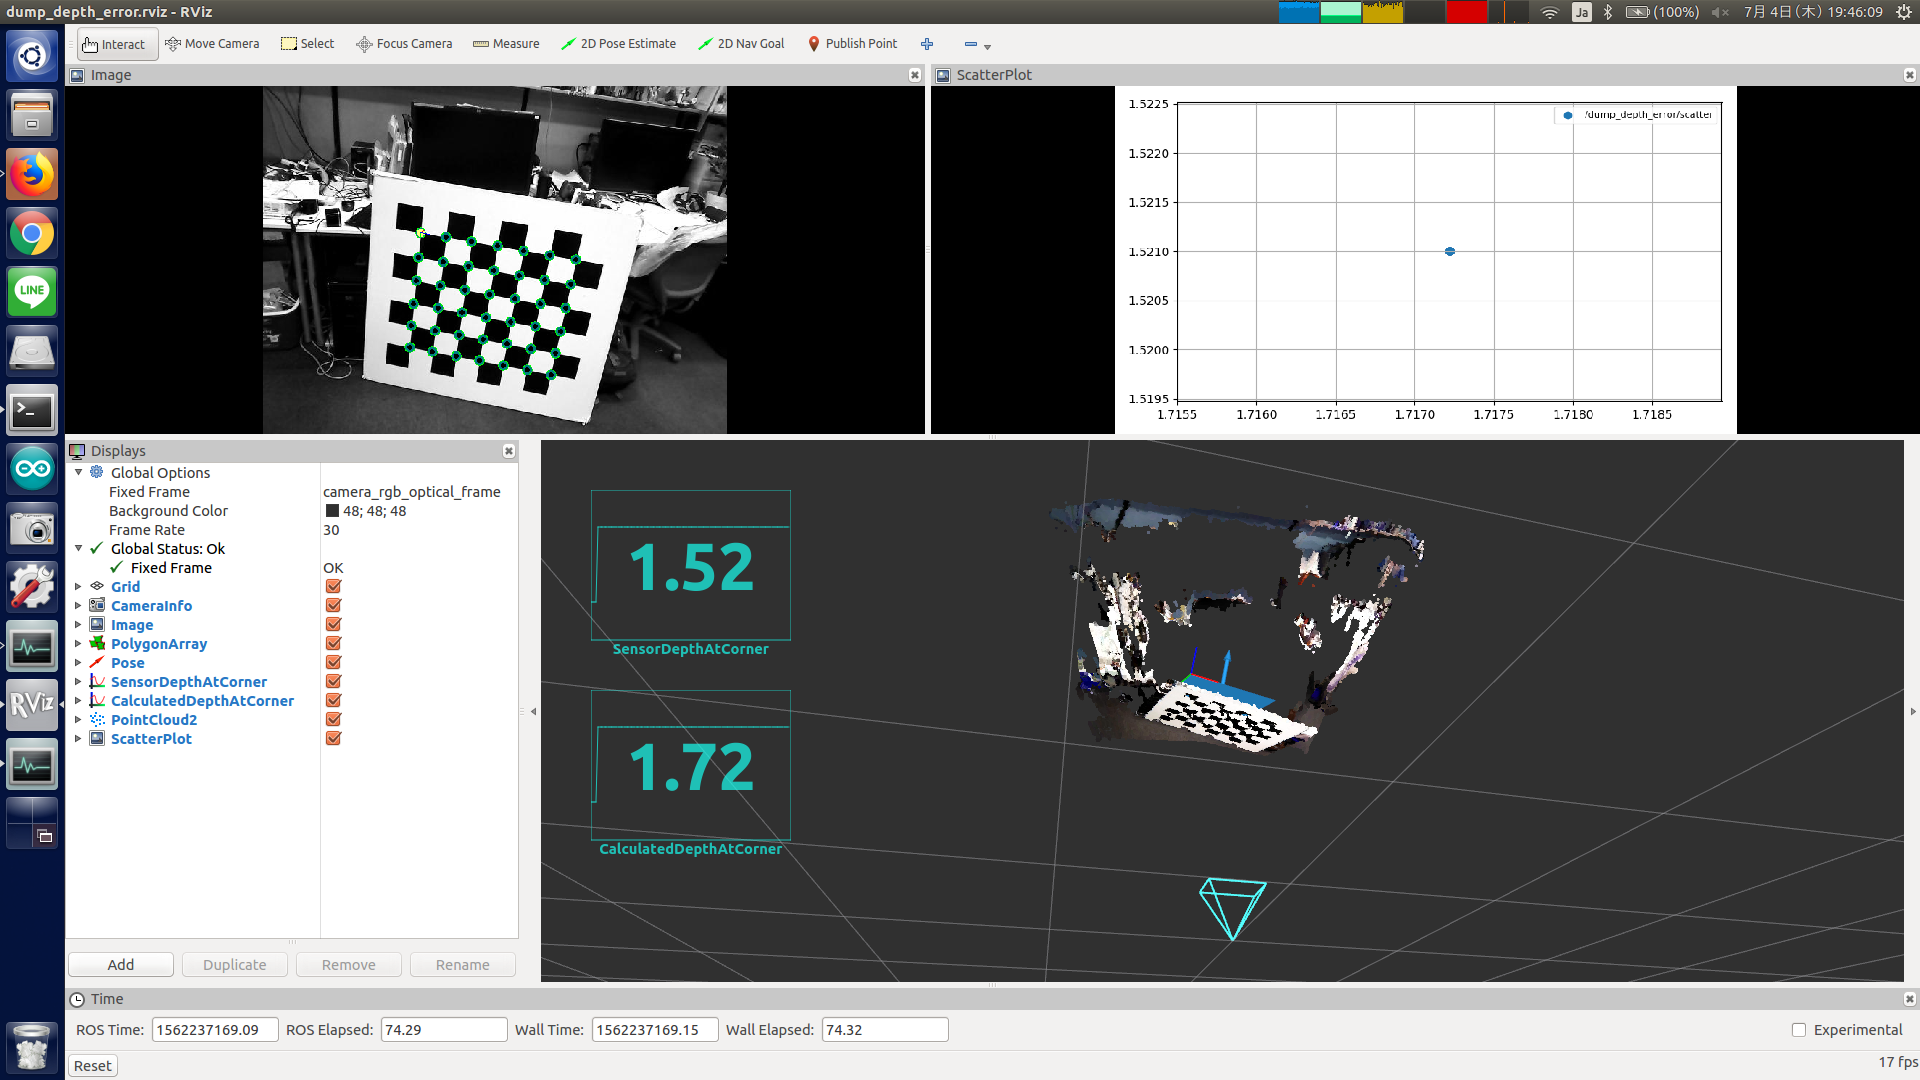 dump_depth_error.rviz - RViz
Ja (100%) 7月 4日(木) 19:46:09
Interact Move Camera Select Focus Camera Measure 2D Pose Estimate 2D Nav Goal Publish Point
Image
ScatterPlot
1.5225
/dump_depth_error/scatter
1.5220
1.5215
1.5210
1.5205
1.5200
1.5195
1.7155 1.7160 1.7165 1.7170 1.7175 1.7180 1.7185
LINE
Displays
Global Options
Fixed Frame camera_rgb_optical_frame
Background Color 48; 48; 48
Frame Rate 30
Global Status: Ok
Fixed Frame OK
Grid
CameraInfo
Image
PolygonArray
Pose
SensorDepthAtCorner
CalculatedDepthAtCorner
PointCloud2
ScatterPlot
RViz
1.52
SensorDepthAtCorner
1.72
CalculatedDepthAtCorner
Add Duplicate Remove Rename
Time
ROS Time: 1562237169.09 ROS Elapsed: 74.29 Wall Time: 1562237169.15 Wall Elapsed: 74.32 Experimental
Reset 17 fps